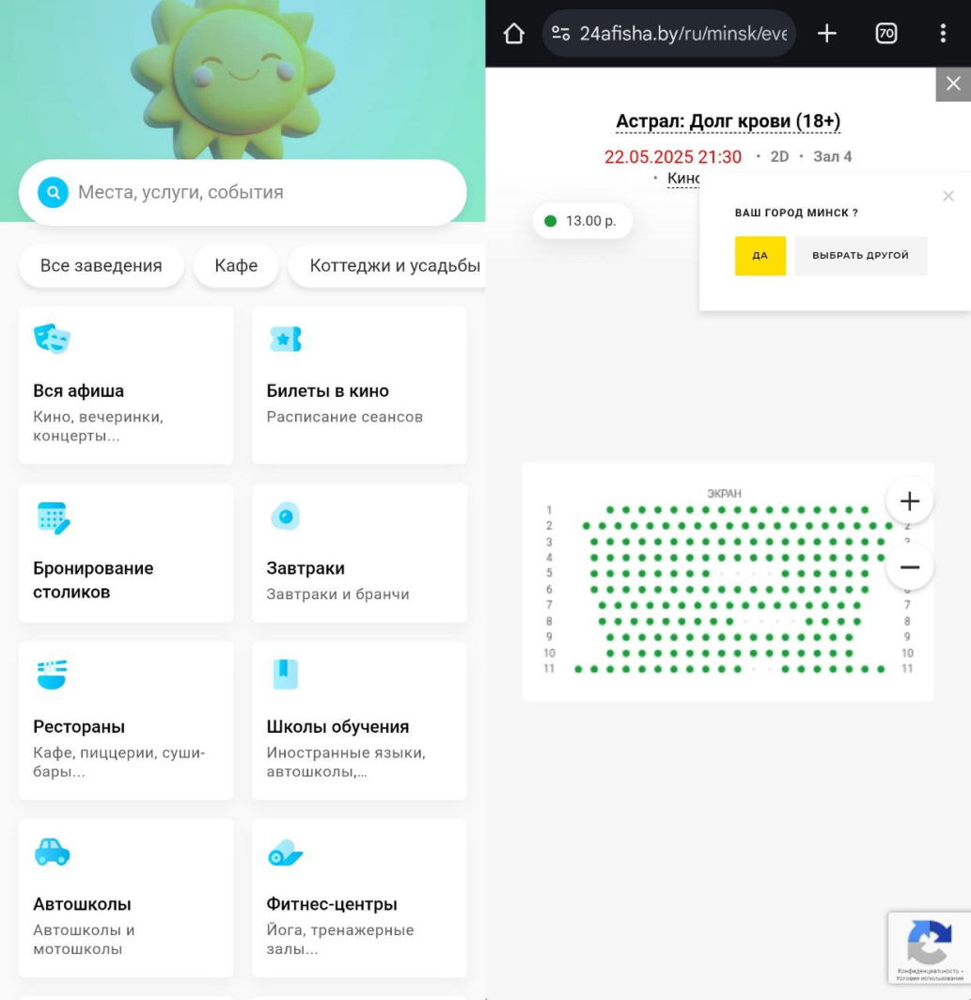 Места, услуги, события
Все заведения
Кафе
Коттеджи и усадьбы
Вся афиша
Кино, вечеринки,
концерты...
Билеты в кино
Расписание сеансов
Бронирование
столиков
Завтраки
Завтраки и бранчи
Рестораны
Кафе, пиццерии, суши-
бары...
Школы обучения
Иностранные языки,
автошколы,...
Автошколы
Автошколы и
мотошколы
Фитнес-центры
Йога, тренажерные
залы...
24afisha.by/ru/minsk/eve
70
Астрал: Долг крови (18+)
22.05.2025 21:30 • 2D • Зал 4
• Кино
13.00 р.
ВАШ ГОРОД МИНСК ?
ДА
ВЫБРАТЬ ДРУГОЙ
ЭКРАН
1
2 2
3
4
5
6
7 7
8 8
9 9
10 10
11 11
Конфиденциальность -
Условия использования